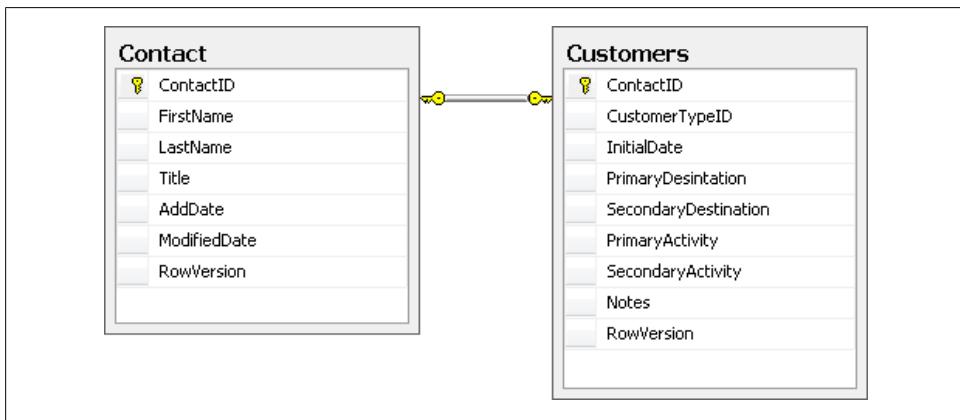 Contact
ContactID
FirstName
LastName
Title
AddDate
ModifiedDate
RowVersion
Customers
ContactID
CustomerTypeID
InitialDate
PrimaryDesintation
SecondaryDestination
PrimaryActivity
SecondaryActivity
Notes
RowVersion